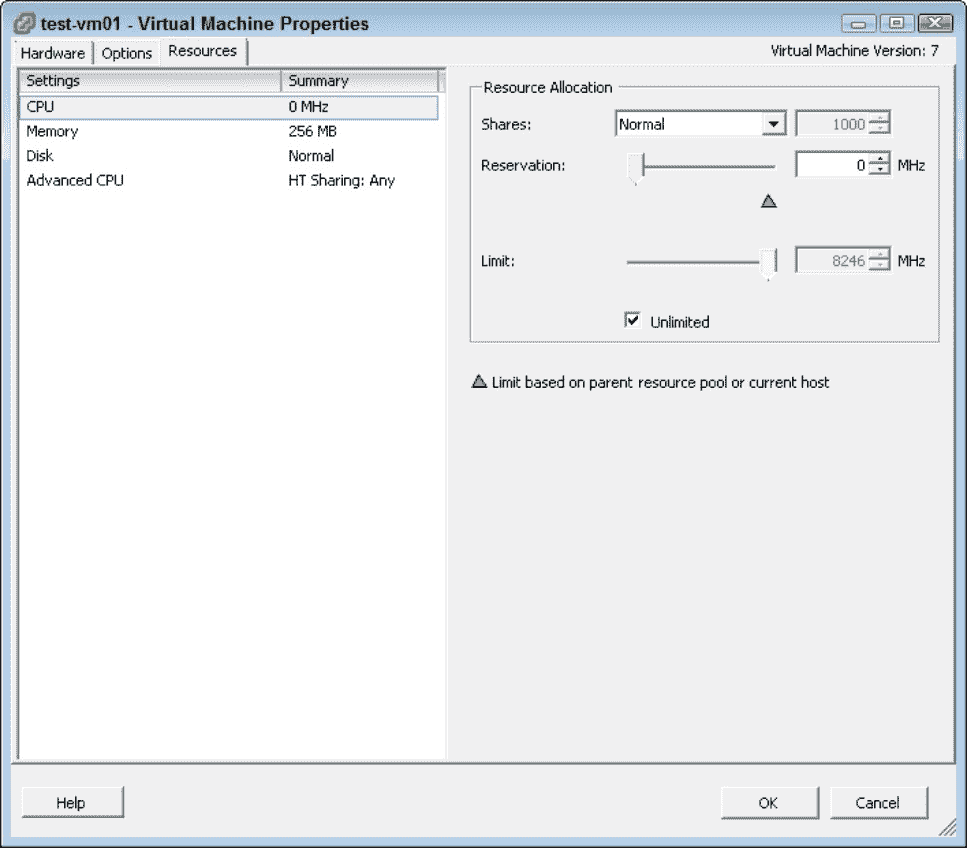 test-vm01 - Virtual Machine Properties
Hardware Options Resources Virtual Machine Version: 7
Settings Summary
CPU 0 MHz
Memory 256 MB
Disk Normal
Advanced CPU HT Sharing: Any
Resource Allocation
Shares: Normal 1000
Reservation: 0 MHz
Limit: 8246 MHz
Unlimited
Limit based on parent resource pool or current host
Help OK Cancel